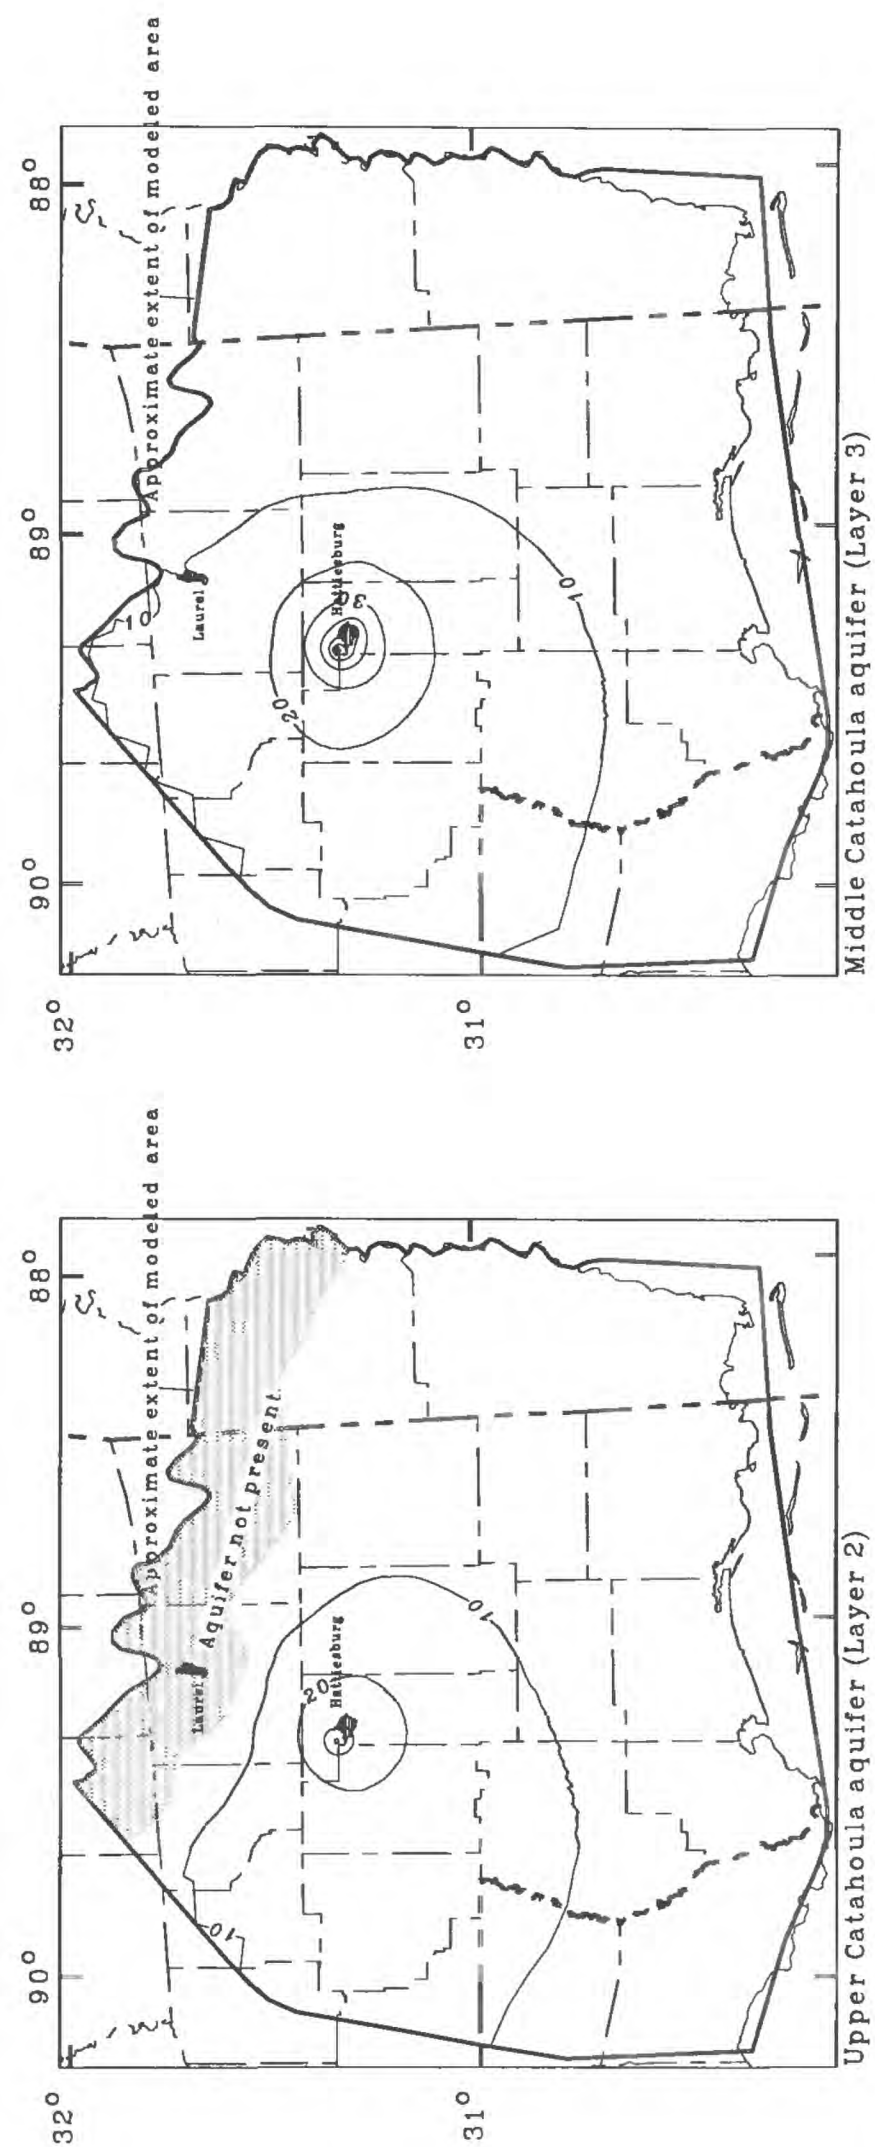 32°
31°
90°
89°
88°
Approximate extent of modeled area
Aquifer not present
Laurel
Hattiesburg
10
20
10
Upper Catahoula aquifer (Layer 2)
32°
31°
90°
89°
88°
Approximate extent of modeled area
Laurel
Hattiesburg
10
20
30
10
Middle Catahoula aquifer (Layer 3)